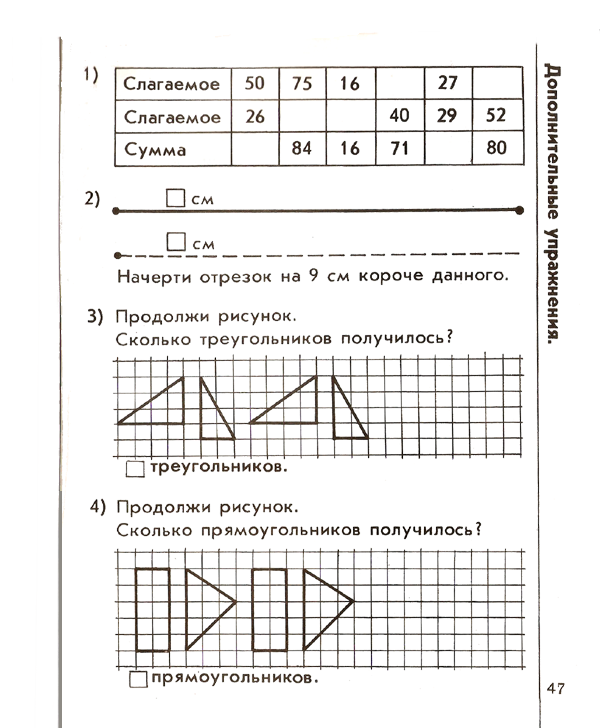 Дополнительные упражнения.
1)
Слагаемое 50 75 16 27
Слагаемое 26 40 29 52
Сумма 84 16 71 80
2) см
см
Начерти отрезок на 9 см короче данного.
3) Продолжи рисунок.
Сколько треугольников получилось?
треугольников.
4) Продолжи рисунок.
Сколько прямоугольников получилось?
прямоугольников.
47